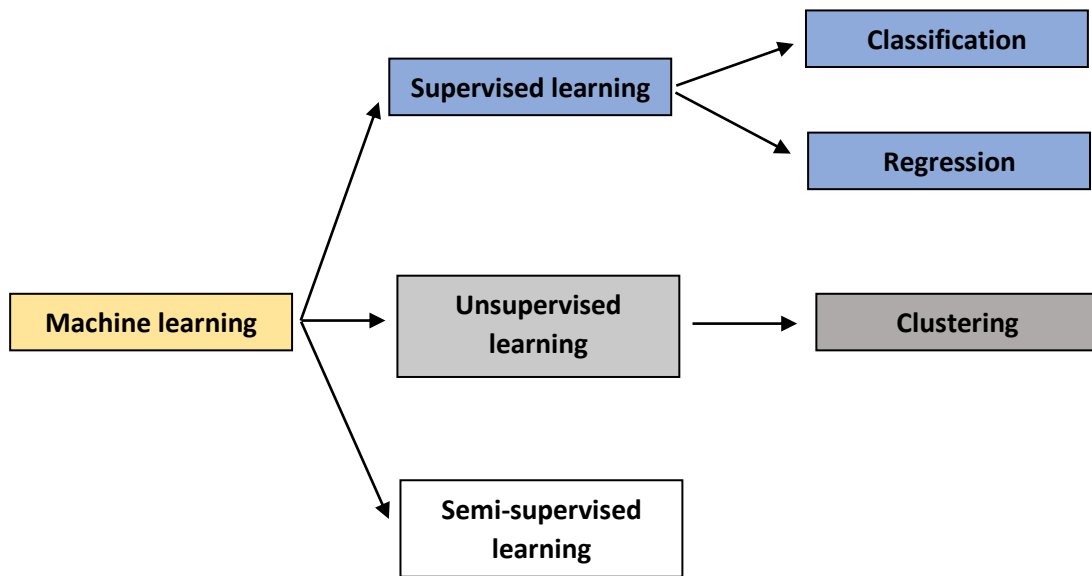 Classification
Supervised learning
Regression
Machine learning
Unsupervised
learning
Clustering
Semi-supervised
learning